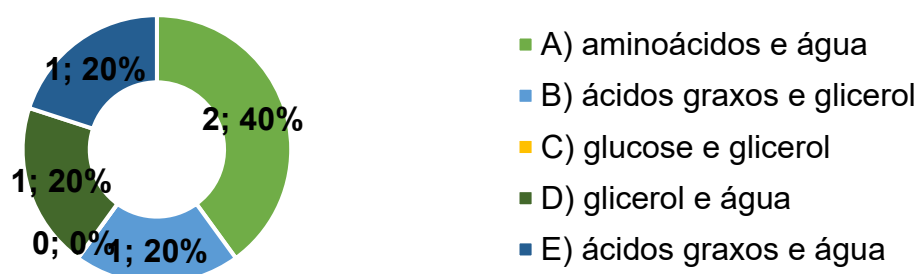 1; 20%
2; 40%
1; 20%
0; 0%
1; 20%
A) aminoácidos e água
B) ácidos graxos e glicerol
C) glucose e glicerol
D) glicerol e água
E) ácidos graxos e água